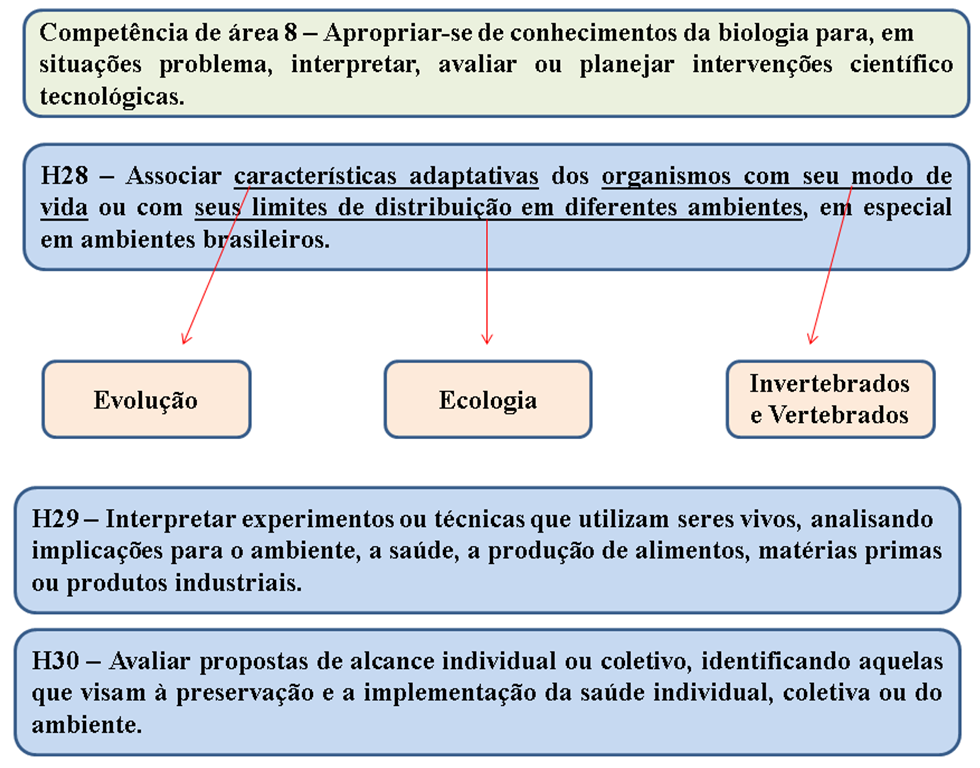 Competência de área 8 – Apropriar-se de conhecimentos da biologia para, em
situações problema, interpretar, avaliar ou planejar intervenções científico
tecnológicas.
H28 – Associar características adaptativas dos organismos com seu modo de
vida ou com seus limites de distribuição em diferentes ambientes, em especial
em ambientes brasileiros.
Evolução
Ecologia
Invertebrados
e Vertebrados
H29 – Interpretar experimentos ou técnicas que utilizam seres vivos, analisando
implicações para o ambiente, a saúde, a produção de alimentos, matérias primas
ou produtos industriais.
H30 – Avaliar propostas de alcance individual ou coletivo, identificando aquelas
que visam à preservação e a implementação da saúde individual, coletiva ou do
ambiente.